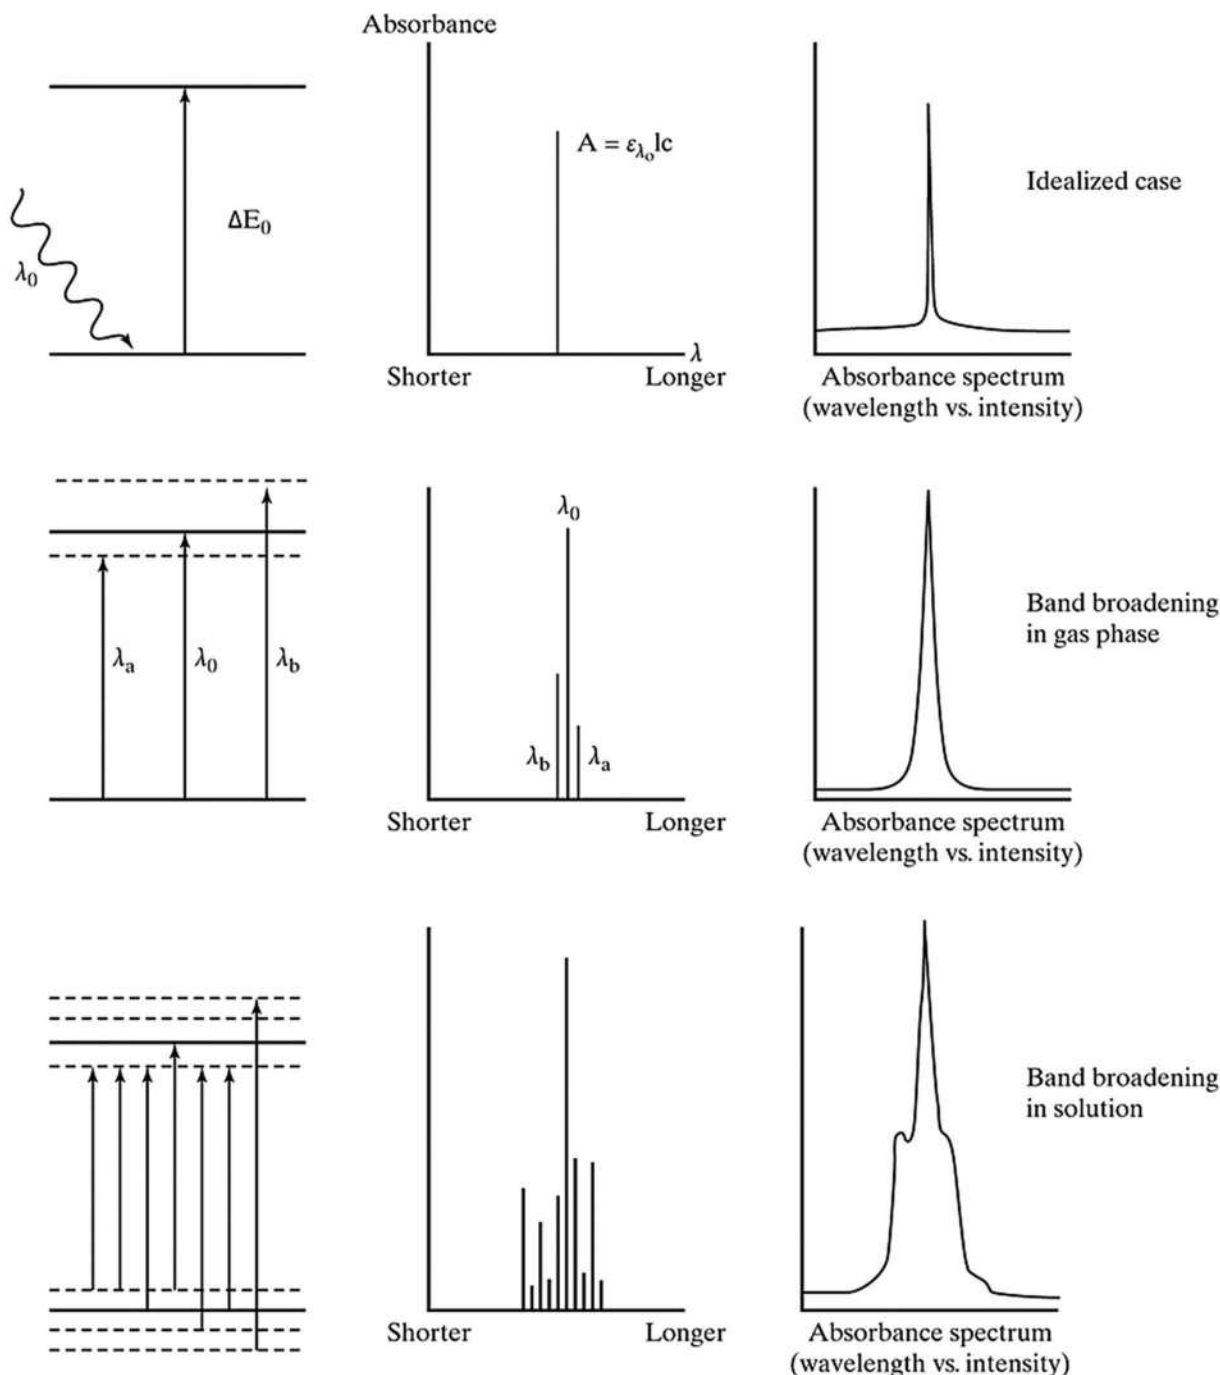 Absorbance
A = ελ₀lc
Idealized case
ΔE₀
λ₀
λ
Shorter
Longer
Absorbance spectrum
(wavelength vs. intensity)
λ₀
Band broadening
in gas phase
λa
λ₀
λb
λb
λa
Shorter
Longer
Absorbance spectrum
(wavelength vs. intensity)
Band broadening
in solution
Shorter
Longer
Absorbance spectrum
(wavelength vs. intensity)